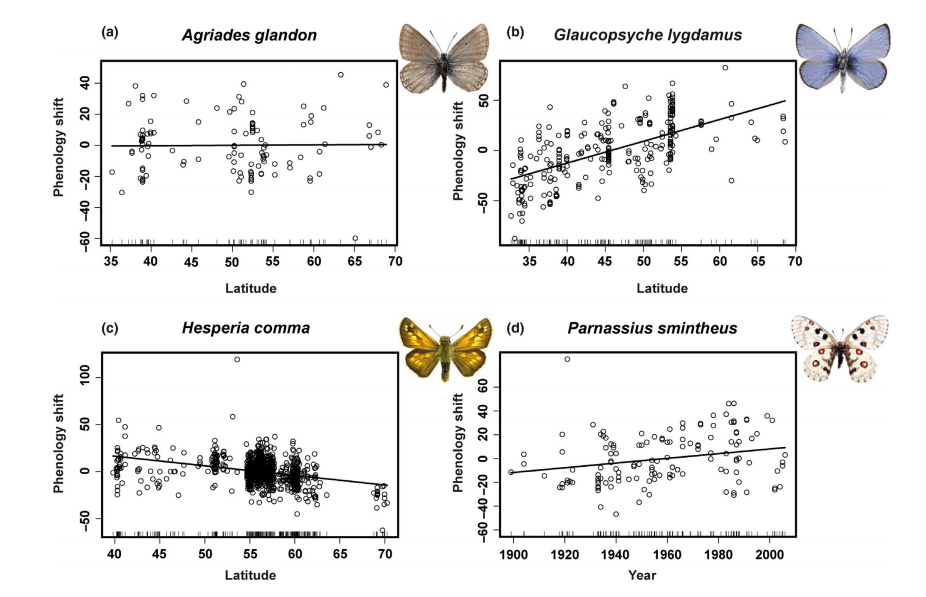 (a)
Agriades glandon
Phenology shift
40
20
0
−20
−40
−60
35 40 45 50 55 60 65 70
Latitude
(b)
Glaucopsyche lygdamus
Phenology shift
50
0
−50
35 40 45 50 55 60 65 70
Latitude
(c)
Hesperia comma
Phenology shift
100
50
0
−50
40 45 50 55 60 65 70
Latitude
(d)
Parnassius smintheus
Phenology shift
60
40
20
0
−20
−40
−60
1900 1920 1940 1960 1980 2000
Year